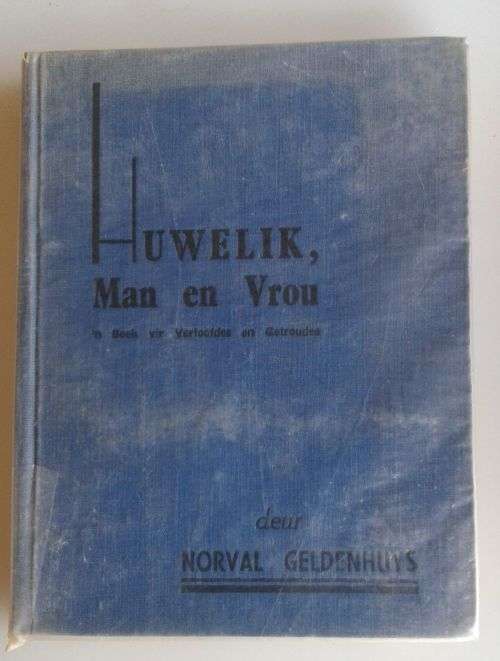 HUWELIK,
Man en Vrou
'n Boek vir Verloofdes en Getroudes
deur
NORVAL GELDENHUYS